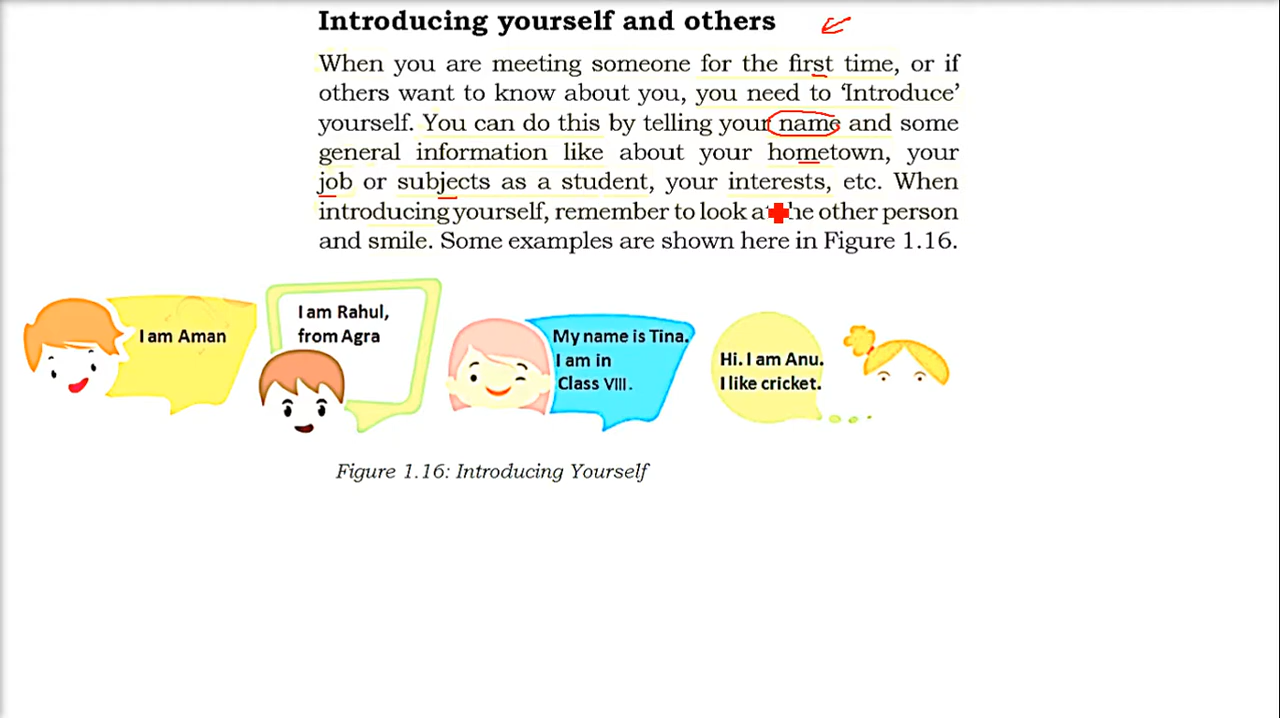 Introducing yourself and others
When you are meeting someone for the first time, or if
others want to know about you, you need to ‘Introduce’
yourself. You can do this by telling your name and some
general information like about your hometown, your
job or subjects as a student, your interests, etc. When
introducing yourself, remember to look at the other person
and smile. Some examples are shown here in Figure 1.16.
I am Aman
I am Rahul,
from Agra
My name is Tina.
I am in
Class VIII.
Hi. I am Anu.
I like cricket.
Figure 1.16: Introducing Yourself